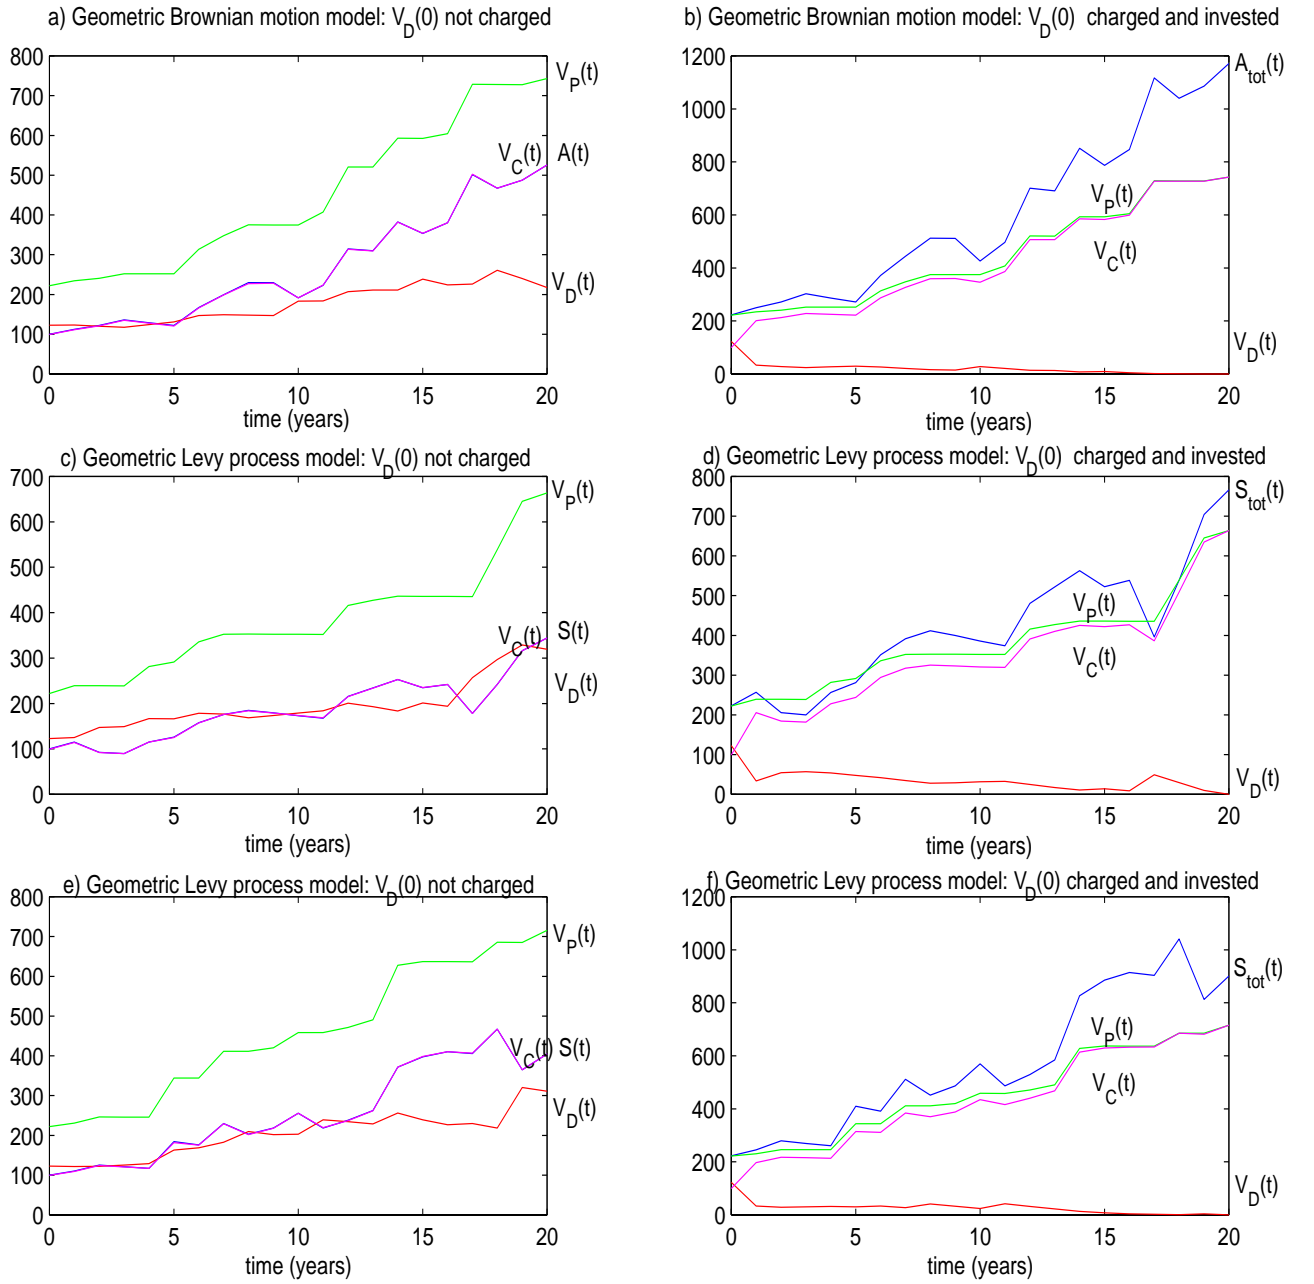 a) Geometric Brownian motion model: V_D(0) not charged
800
700
600
500
400
300
200
100
0
0 5 10 15 20
time (years)
V_P(t)
V_C(t) A(t)
V_D(t)
b) Geometric Brownian motion model: V_D(0) charged and invested
1200
1000
800
600
400
200
0
0 5 10 15 20
time (years)
A_tot(t)
V_P(t)
V_C(t)
V_D(t)
c) Geometric Levy process model: V_D(0) not charged
700
600
500
400
300
200
100
0
0 5 10 15 20
time (years)
V_P(t)
V_C(t) S(t)
V_D(t)
d) Geometric Levy process model: V_D(0) charged and invested
800
700
600
500
400
300
200
100
0
0 5 10 15 20
time (years)
S_tot(t)
V_P(t)
V_C(t)
V_D(t)
e) Geometric Levy process model: V_D(0) not charged
800
700
600
500
400
300
200
100
0
0 5 10 15 20
time (years)
V_P(t)
V_C(t) S(t)
V_D(t)
f) Geometric Levy process model: V_D(0) charged and invested
1200
1000
800
600
400
200
0
0 5 10 15 20
time (years)
S_tot(t)
V_P(t)
V_C(t)
V_D(t)